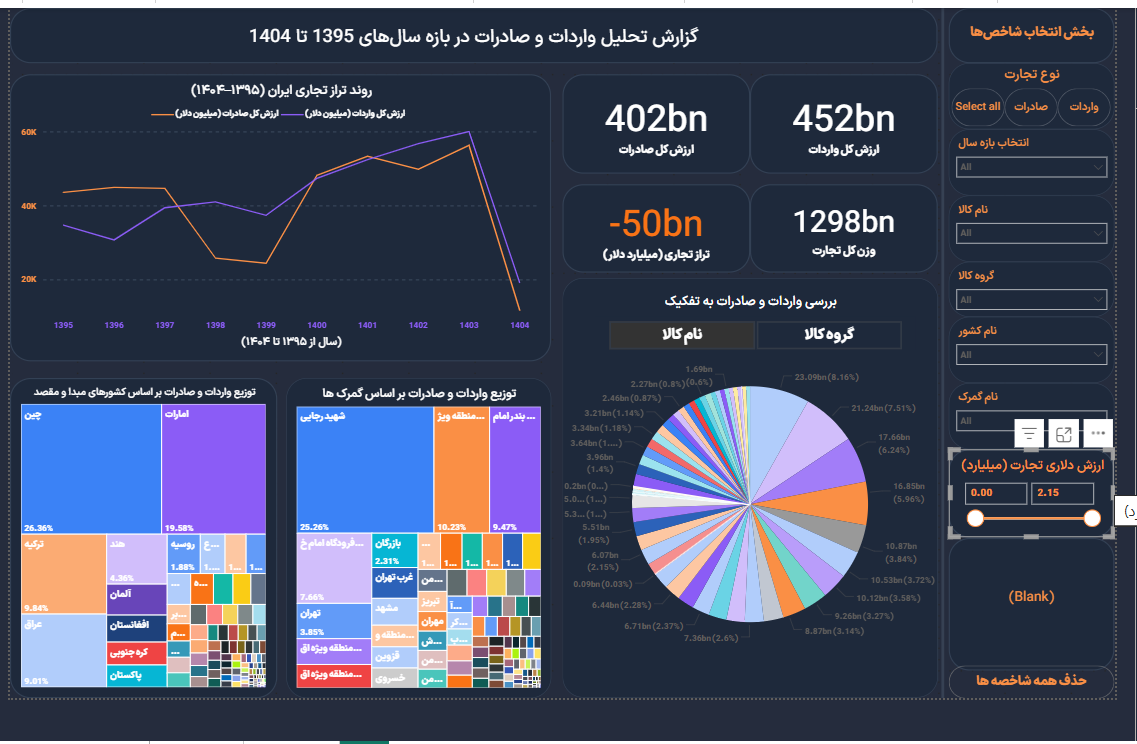 گزارش تحلیل واردات و صادرات در بازه سال‌های 1395 تا 1404
بخش انتخاب شاخص‌ها
نوع تجارت
واردات
صادرات
Select all
انتخاب بازه سال
All
نام کالا
All
گروه کالا
All
نام کشور
All
نام گمرک
All
ارزش دلاری تجارت (میلیارد)
0.00
2.15
(Blank)
حذف همه شاخصه ها
452bn
ارزش کل واردات
402bn
ارزش کل صادرات
1298bn
وزن کل تجارت
-50bn
تراز تجاری (میلیارد دلار)
روند تراز تجاری ایران (۱۳۹۵–۱۴۰۴)
ارزش کل واردات (میلیون دلار)
ارزش کل صادرات (میلیون دلار)
60K
40K
20K
1395 1396 1397 1398 1399 1400 1401 1402 1403 1404
(سال از ۱۳۹۵ تا ۱۴۰۴)
بررسی واردات و صادرات به تفکیک
گروه کالا
نام کالا
23.09bn (8.16%)
21.24bn (7.51%)
17.66bn
(6.24%)
16.85bn
(5.96%)
10.87bn
(3.84%)
10.53bn (3.72%)
10.12bn (3.58%)
9.26bn (3.27%)
8.87bn (3.14%)
7.36bn (2.6%)
6.71bn (2.37%)
6.44bn (2.28%)
0.09bn (0.03%)
6.07bn
(2.15%)
5.51bn
(1.95%)
5.3... (1...)
5.0... (1...)
0.2bn (0...)
3.96bn
(1.4%)
3.64bn (1....)
3.34bn (1.18%)
3.21bn (1.14%)
2.46bn (0.87%)
2.27bn (0.8%)
1.69bn
(0.6%)
توزیع واردات و صادرات بر اساس گمرک ها
شهید رجایی
25.26%
منطقه ویژ...
10.23%
بندر امام ...
9.47%
فرودگاه امام خ...
7.66%
تهران
3.85%
منطقه ویژه اق...
منطقه ویژه اق...
بازرگان
2.31%
غرب تهران
مشهد
منطقه و...
قزوین
خسروی
تبریز
مهران
توزیع واردات و صادرات بر اساس کشورهای مبدا و مقصد
چین
26.36%
امارات
19.58%
ترکیه
9.84%
عراق
9.01%
هند
4.36%
آلمان
افغانستان
کره جنوبی
پاکستان
روسیه
1.88%
ع...